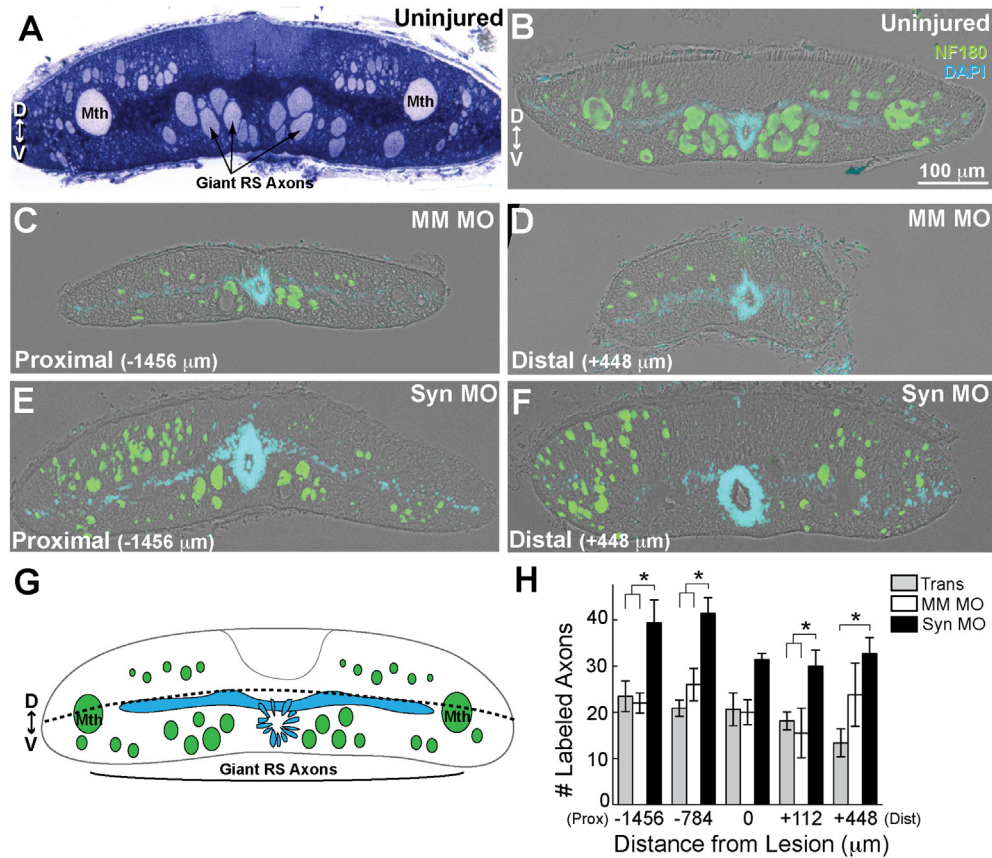 A
Uninjured
Mth
Mth
D
V
Giant RS Axons
B
Uninjured
NF180
DAPI
D
V
100 µm
C
MM MO
Proximal (-1456 µm)
D
MM MO
Distal (+448 µm)
E
Syn MO
Proximal (-1456 µm)
F
Syn MO
Distal (+448 µm)
G
D
V
Mth
Mth
Giant RS Axons
H
# Labeled Axons
40
30
20
10
0
*
*
*
*
Trans
MM MO
Syn MO
(Prox) -1456 -784 0 +112 +448 (Dist)
Distance from Lesion (µm)